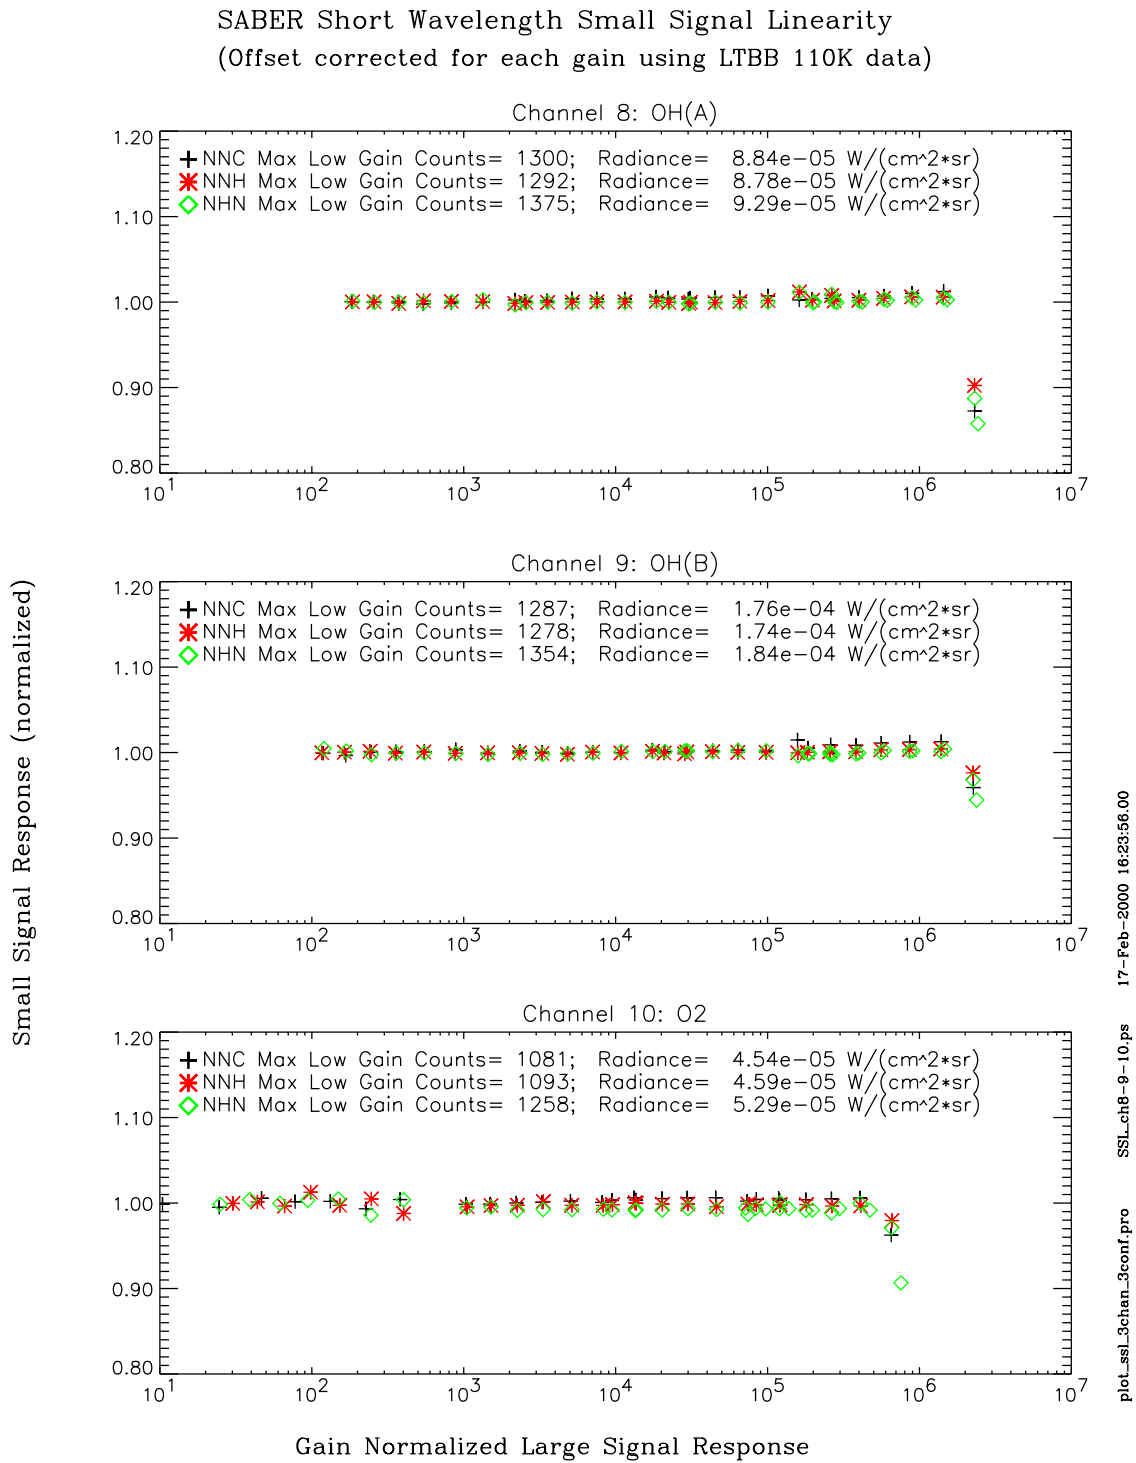 SABER Short Wavelength Small Signal Linearity
(Offset corrected for each gain using LTBB 110K data)
Channel 8: OH(A)
1.20
1.10
1.00
0.90
0.80
NNC Max Low Gain Counts= 1300; Radiance= 8.84e-05 W/(cm^2*sr)
NNH Max Low Gain Counts= 1292; Radiance= 8.78e-05 W/(cm^2*sr)
NHN Max Low Gain Counts= 1375; Radiance= 9.29e-05 W/(cm^2*sr)
10^1 10^2 10^3 10^4 10^5 10^6 10^7
Channel 9: OH(B)
1.20
1.10
1.00
0.90
0.80
NNC Max Low Gain Counts= 1287; Radiance= 1.76e-04 W/(cm^2*sr)
NNH Max Low Gain Counts= 1278; Radiance= 1.74e-04 W/(cm^2*sr)
NHN Max Low Gain Counts= 1354; Radiance= 1.84e-04 W/(cm^2*sr)
10^1 10^2 10^3 10^4 10^5 10^6 10^7
Channel 10: O2
1.20
1.10
1.00
0.90
0.80
NNC Max Low Gain Counts= 1081; Radiance= 4.54e-05 W/(cm^2*sr)
NNH Max Low Gain Counts= 1093; Radiance= 4.59e-05 W/(cm^2*sr)
NHN Max Low Gain Counts= 1258; Radiance= 5.29e-05 W/(cm^2*sr)
10^1 10^2 10^3 10^4 10^5 10^6 10^7
Gain Normalized Large Signal Response
Small Signal Response (normalized)
plot_ssl_3chan_3conf.pro SSL_ch8-9-10.ps 17-Feb-2000 16:23:56.00